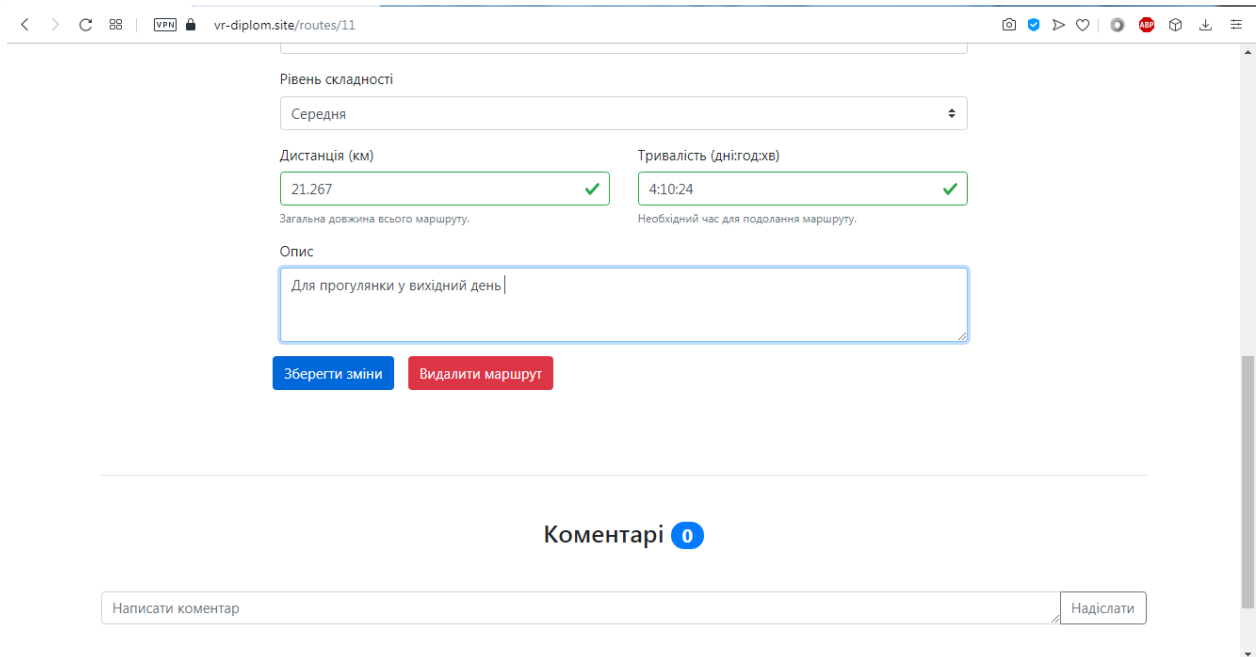 VPN vr-diplom.site/routes/11 ABP
Рівень складності
Середня
Дистанція (км) Тривалість (дні:год:хв)
21.267 4:10:24
Загальна довжина всього маршруту. Необхідний час для подолання маршруту.
Опис
Для прогулянки у вихідний день
Зберегти зміни Видалити маршрут
Коментарі 0
Написати коментар Надіслати